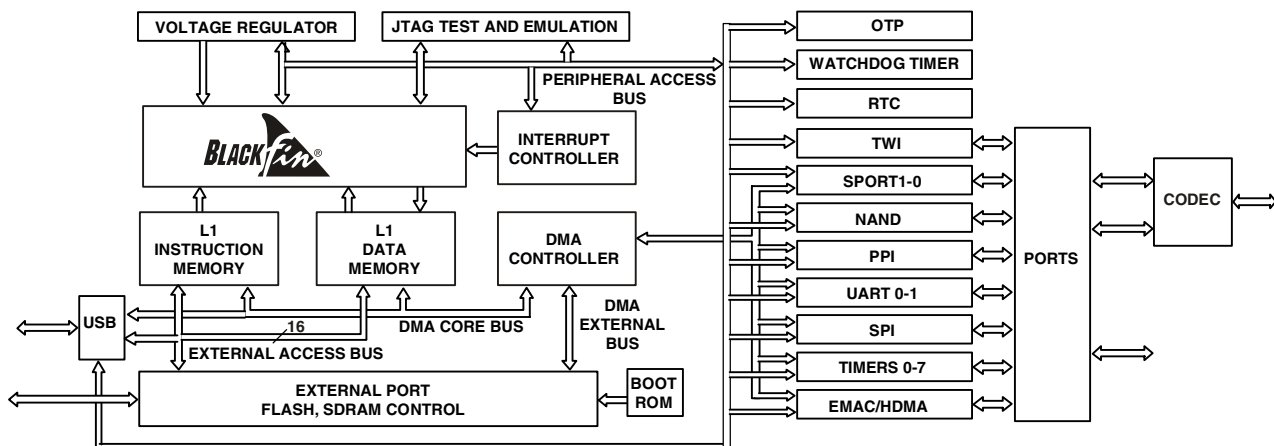 VOLTAGE REGULATOR
JTAG TEST AND EMULATION
PERIPHERAL ACCESS
BUS
BLACKfin®
INTERRUPT
CONTROLLER
L1
INSTRUCTION
MEMORY
L1
DATA
MEMORY
DMA
CONTROLLER
USB
16
DMA CORE BUS
EXTERNAL ACCESS BUS
DMA
EXTERNAL
BUS
EXTERNAL PORT
FLASH, SDRAM CONTROL
BOOT
ROM
OTP
WATCHDOG TIMER
RTC
TWI
SPORT1-0
NAND
PPI
UART 0-1
SPI
TIMERS 0-7
EMAC/HDMA
PORTS
CODEC